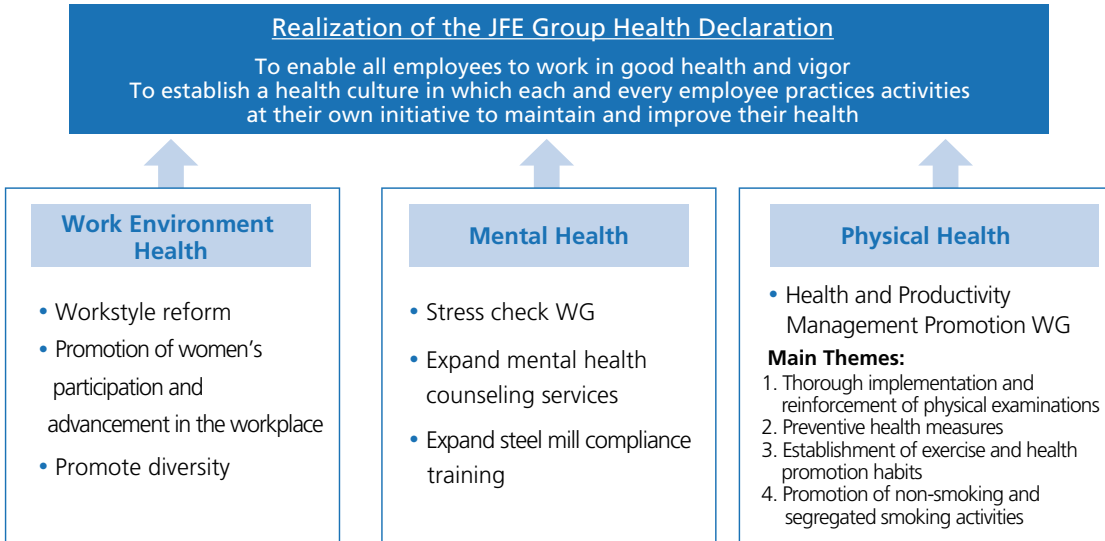 Realization of the JFE Group Health Declaration
To enable all employees to work in good health and vigor
To establish a health culture in which each and every employee practices activities
at their own initiative to maintain and improve their health
Work Environment
Health
• Workstyle reform
• Promotion of women's
participation and
advancement in the workplace
• Promote diversity
Mental Health
• Stress check WG
• Expand mental health
counseling services
• Expand steel mill compliance
training
Physical Health
• Health and Productivity
Management Promotion WG
Main Themes:
1. Thorough implementation and
reinforcement of physical examinations
2. Preventive health measures
3. Establishment of exercise and health
promotion habits
4. Promotion of non-smoking and
segregated smoking activities